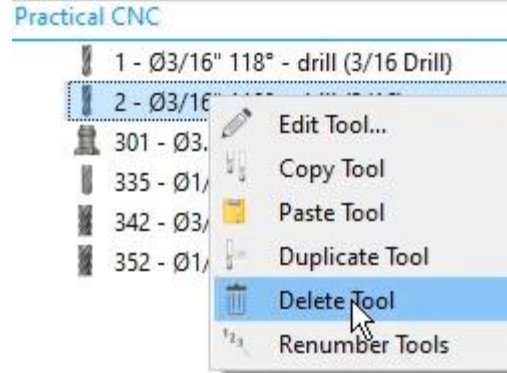 Practical CNC
1 - Ø3/16" 118° - drill (3/16 Drill)
2 - Ø3/16"
301 - Ø3.
335 - Ø1/
342 - Ø3/
352 - Ø1/
Edit Tool...
Copy Tool
Paste Tool
Duplicate Tool
Delete Tool
Renumber Tools